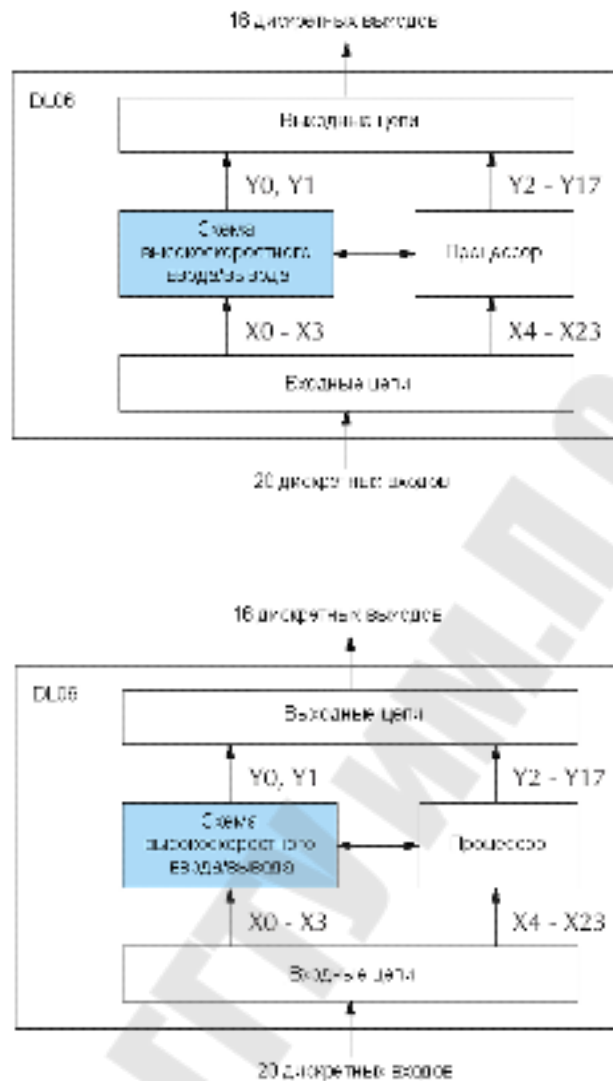 16 дискретных выходов
DL06
Выходные цепи
Y0, Y1
Y2 - Y17
Схема
высокоскоростного
ввода/вывода
Процессор
X0 - X3
X4 - X23
Входные цепи
20 дискретных входов
16 дискретных выходов
DL06
Выходные цепи
Y0, Y1
Y2 - Y17
Схема
высокоскоростного
ввода/вывода
Процессор
X0 - X3
X4 - X23
Входные цепи
20 дискретных входов
ГГТУ им.